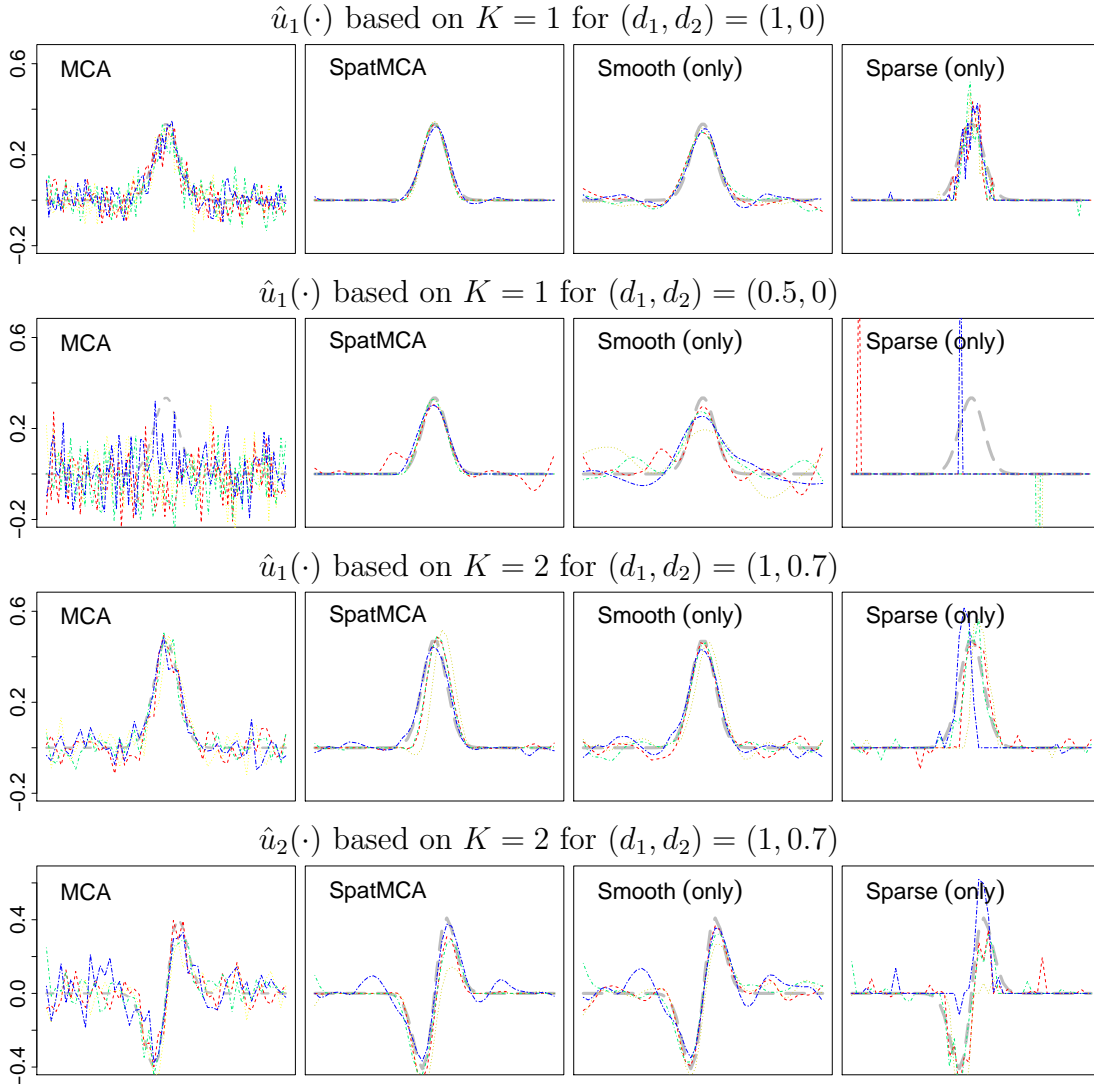 û₁(·) based on K = 1 for (d₁, d₂) = (1, 0)
MCA
SpatMCA
Smooth (only)
Sparse (only)
0.6
0.2
−0.2
û₁(·) based on K = 1 for (d₁, d₂) = (0.5, 0)
MCA
SpatMCA
Smooth (only)
Sparse (only)
0.6
0.2
−0.2
û₁(·) based on K = 2 for (d₁, d₂) = (1, 0.7)
MCA
SpatMCA
Smooth (only)
Sparse (only)
0.6
0.2
−0.2
û₂(·) based on K = 2 for (d₁, d₂) = (1, 0.7)
MCA
SpatMCA
Smooth (only)
Sparse (only)
0.4
0.0
−0.4